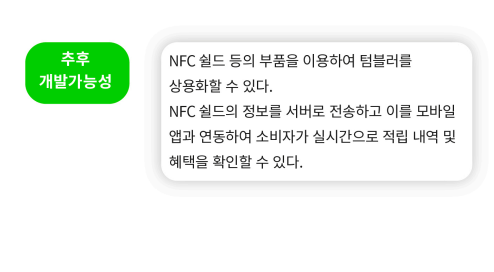 추후
개발가능성
NFC 쉴드 등의 부품을 이용하여 텀블러를
상용화할 수 있다.
NFC 쉴드의 정보를 서버로 전송하고 이를 모바일
앱과 연동하여 소비자가 실시간으로 적립 내역 및
혜택을 확인할 수 있다.